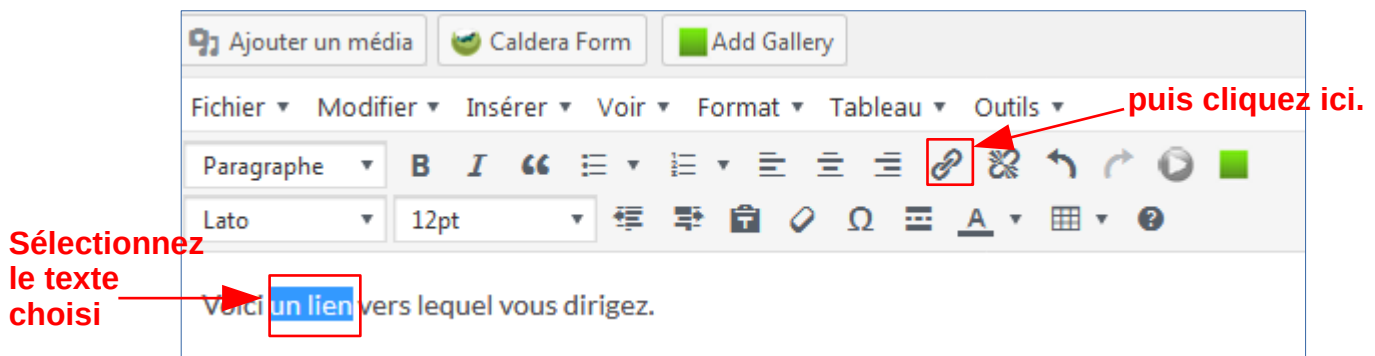 Ajouter un média Caldera Form Add Gallery
Fichier Modifier Insérer Voir Format Tableau Outils
puis cliquez ici.
Paragraphe B I
Lato 12pt Ω A
Sélectionnez
le texte
choisi
Voici un lien vers lequel vous dirigez.